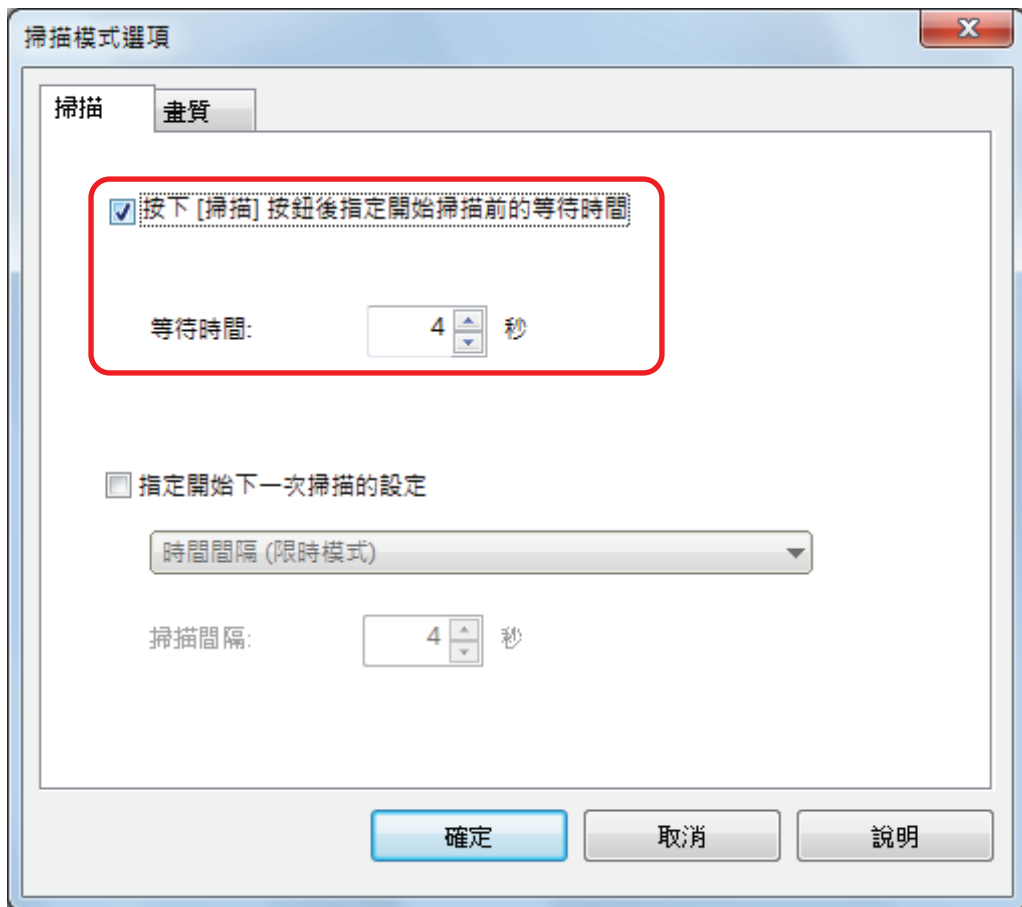 掃描模式選項
掃描
畫質
按下 [掃描] 按鈕後指定開始掃描前的等待時間
等待時間: 4 秒
指定開始下一次掃描的設定
時間間隔 (限時模式)
掃描間隔: 4 秒
確定 取消 說明